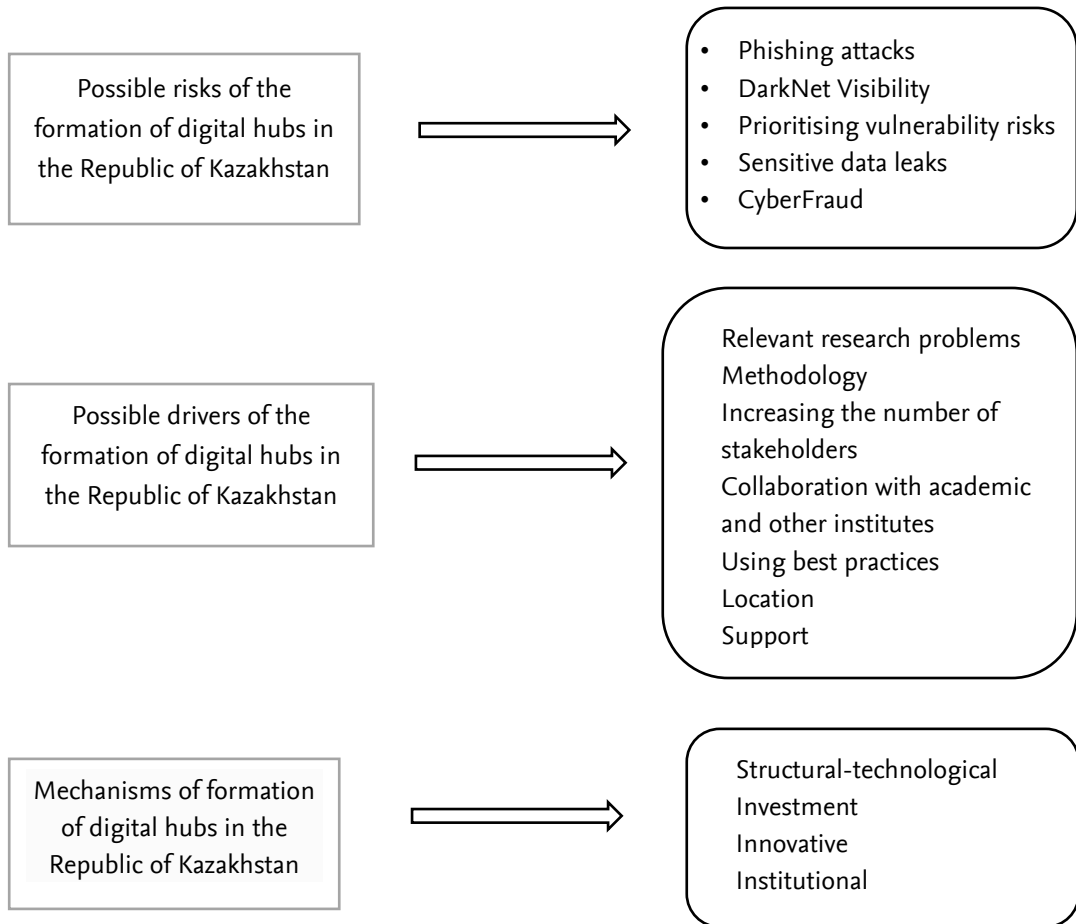 Possible risks of the
formation of digital hubs in
the Republic of Kazakhstan
• Phishing attacks
• DarkNet Visibility
• Prioritising vulnerability risks
• Sensitive data leaks
• CyberFraud
Possible drivers of the
formation of digital hubs in
the Republic of Kazakhstan
Relevant research problems
Methodology
Increasing the number of
stakeholders
Collaboration with academic
and other institutes
Using best practices
Location
Support
Mechanisms of formation
of digital hubs in the
Republic of Kazakhstan
Structural-technological
Investment
Innovative
Institutional